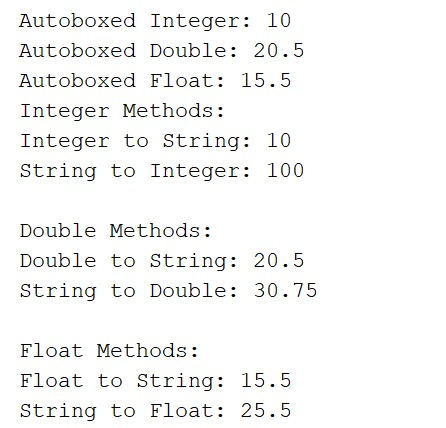 Autoboxed Integer: 10
Autoboxed Double: 20.5
Autoboxed Float: 15.5
Integer Methods:
Integer to String: 10
String to Integer: 100

Double Methods:
Double to String: 20.5
String to Double: 30.75

Float Methods:
Float to String: 15.5
String to Float: 25.5